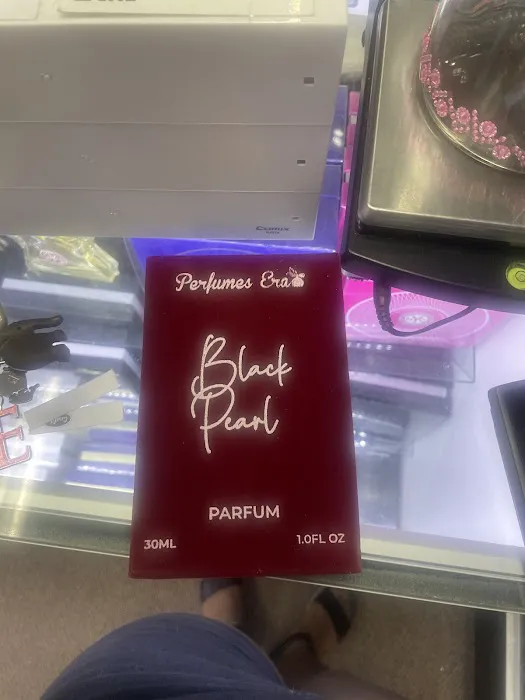 Perfumes Era
Black
Pearl
PARFUM
30ML
1.0FL OZ
E